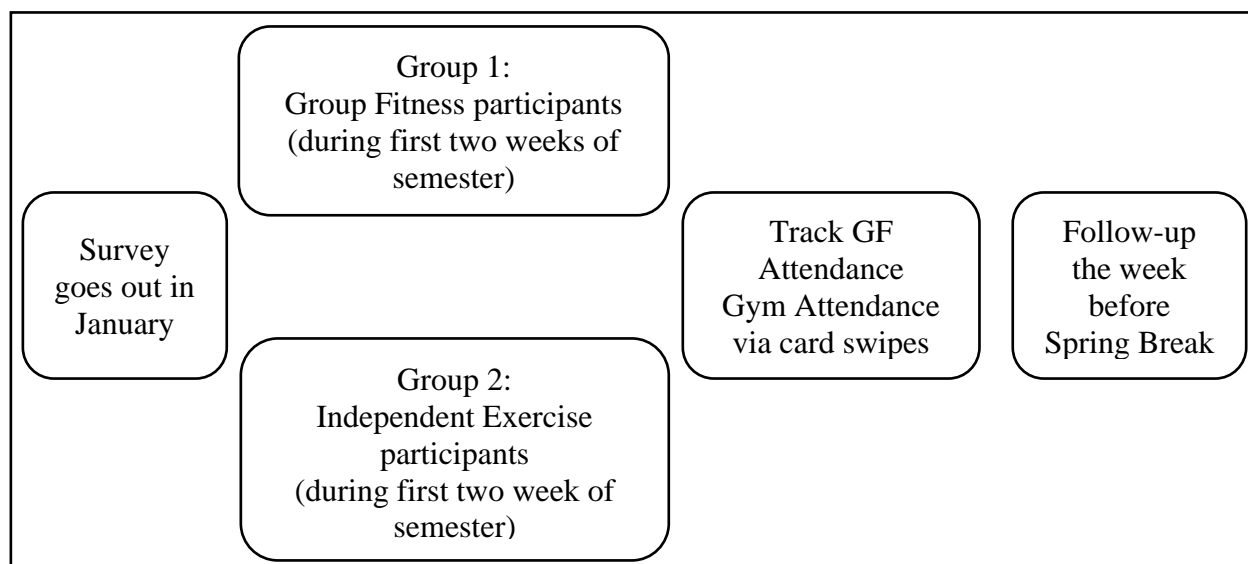 Survey
goes out in
January
Group 1:
Group Fitness participants
(during first two weeks of
semester)
Group 2:
Independent Exercise
participants
(during first two week of
semester)
Track GF
Attendance
Gym Attendance
via card swipes
Follow-up
the week
before
Spring Break